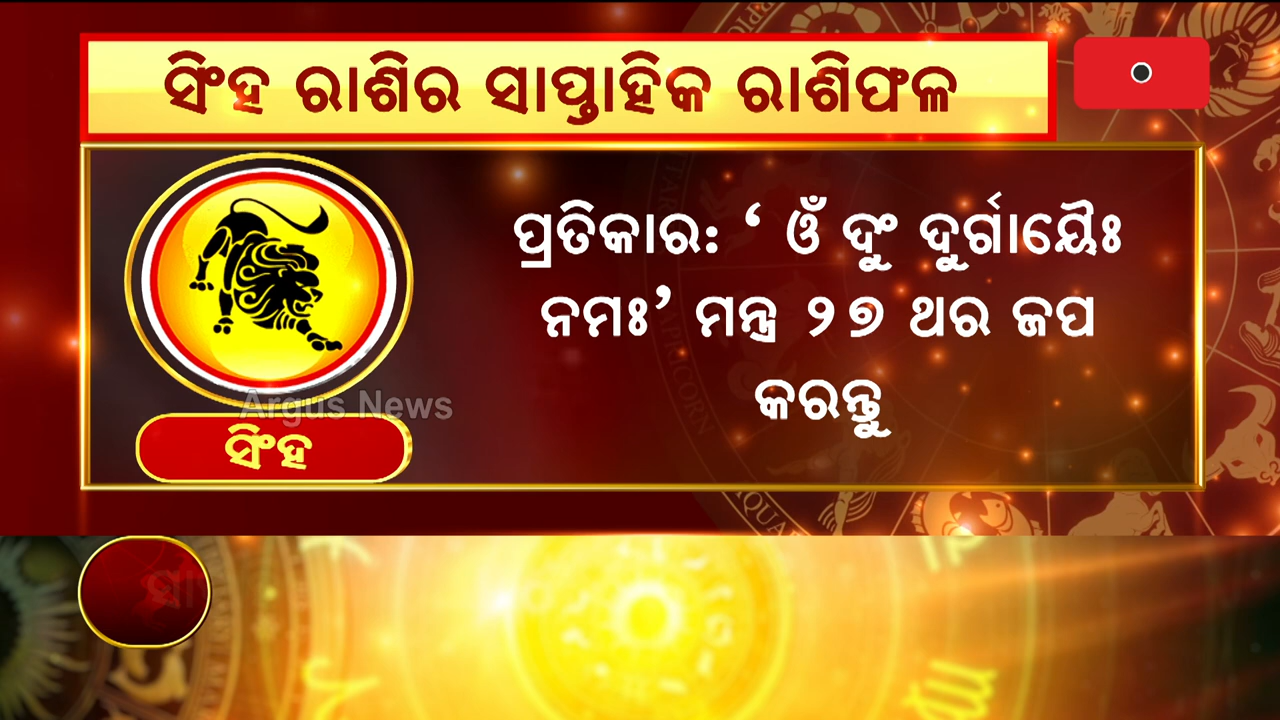 ସିଂହ ରାଶିର ସାପ୍ତାହିକ ରାଶିଫଳ
ପ୍ରତିକାର: ‘ ଓଁ ଦୁଂ ଦୁର୍ଗାୟୈଃ
ନମଃ’ ମନ୍ତ୍ର ୨୭ ଥର ଜପ
କରନ୍ତୁ
Argus News
ସିଂହ